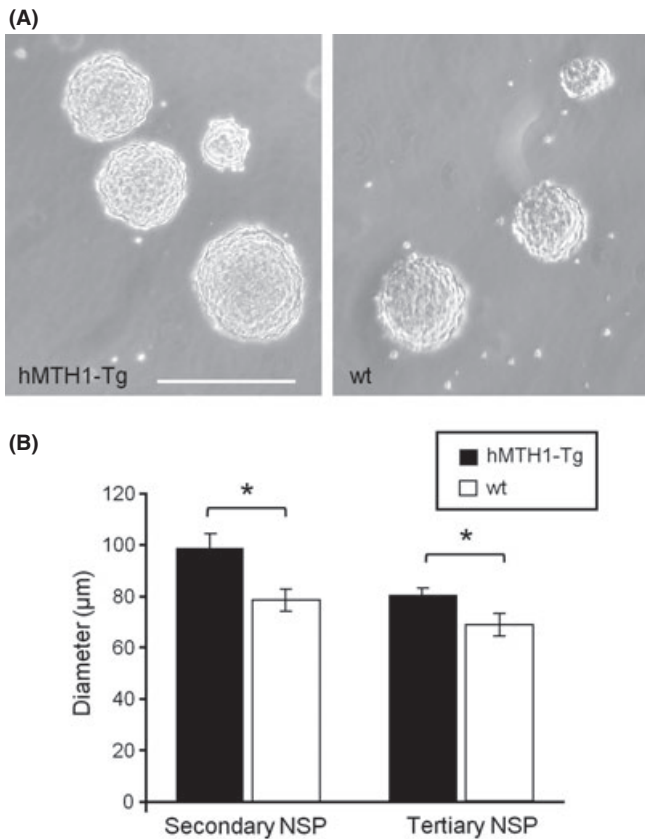 (A)
hMTH1-Tg
wt
(B)
hMTH1-Tg
wt
Diameter (µm)
120
100
80
60
40
20
0
*
*
Secondary NSP
Tertiary NSP